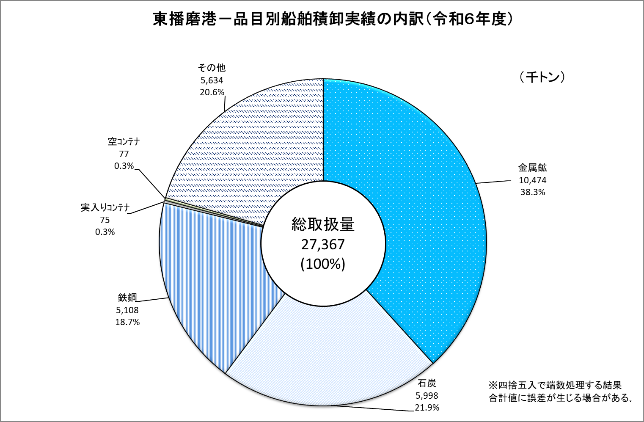 東播磨港－品目別船舶積卸実績の内訳（令和６年度）
（千トン）
その他
5,634
20.6%
空ｺﾝﾃﾅ
77
0.3%
実入りｺﾝﾃﾅ
75
0.3%
鉄鋼
5,108
18.7%
総取扱量
27,367
(100%)
金属鉱
10,474
38.3%
石炭
5,998
21.9%
※四捨五入で端数処理する結果
合計値に誤差が生じる場合がある。